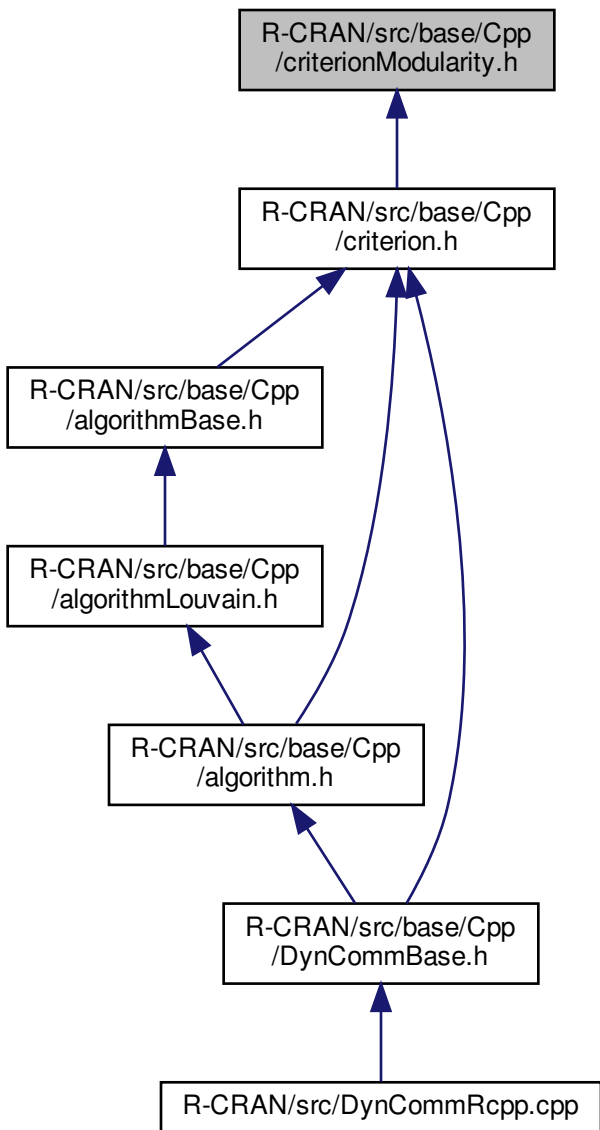 R-CRAN/src/base/Cpp
/criterionModularity.h
R-CRAN/src/base/Cpp
/criterion.h
R-CRAN/src/base/Cpp
/algorithmBase.h
R-CRAN/src/base/Cpp
/algorithmLouvain.h
R-CRAN/src/base/Cpp
/algorithm.h
R-CRAN/src/base/Cpp
/DynCommBase.h
R-CRAN/src/DynCommRcpp.cpp